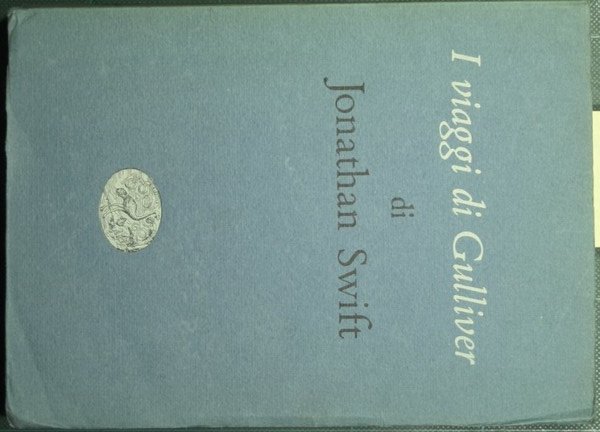 I viaggi di Gulliver
di
Jonathan Swift